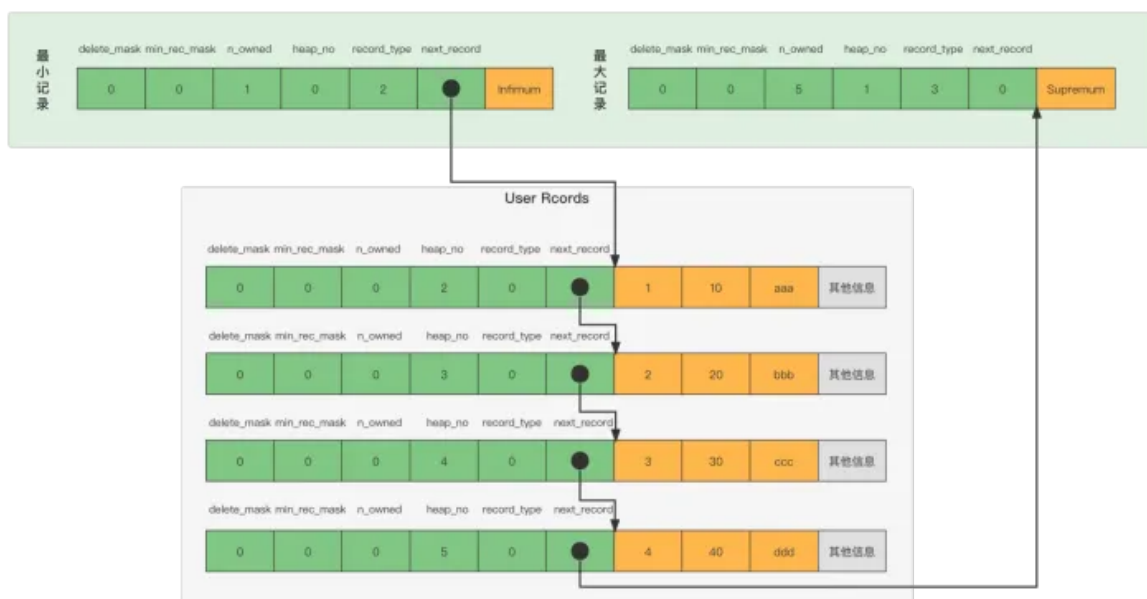 最小记录
delete_mask min_rec_mask n_owned heap_no record_type next_record
0 0 1 0 2 Infimum
最大记录
delete_mask min_rec_mask n_owned heap_no record_type next_record
0 0 5 1 3 0 Supremum
User Rcords
delete_mask min_rec_mask n_owned heap_no record_type next_record
0 0 0 2 0 1 10 aaa 其他信息
delete_mask min_rec_mask n_owned heap_no record_type next_record
0 0 0 3 0 2 20 bbb 其他信息
delete_mask min_rec_mask n_owned heap_no record_type next_record
0 0 0 4 0 3 30 ccc 其他信息
delete_mask min_rec_mask n_owned heap_no record_type next_record
0 0 0 5 0 4 40 ddd 其他信息